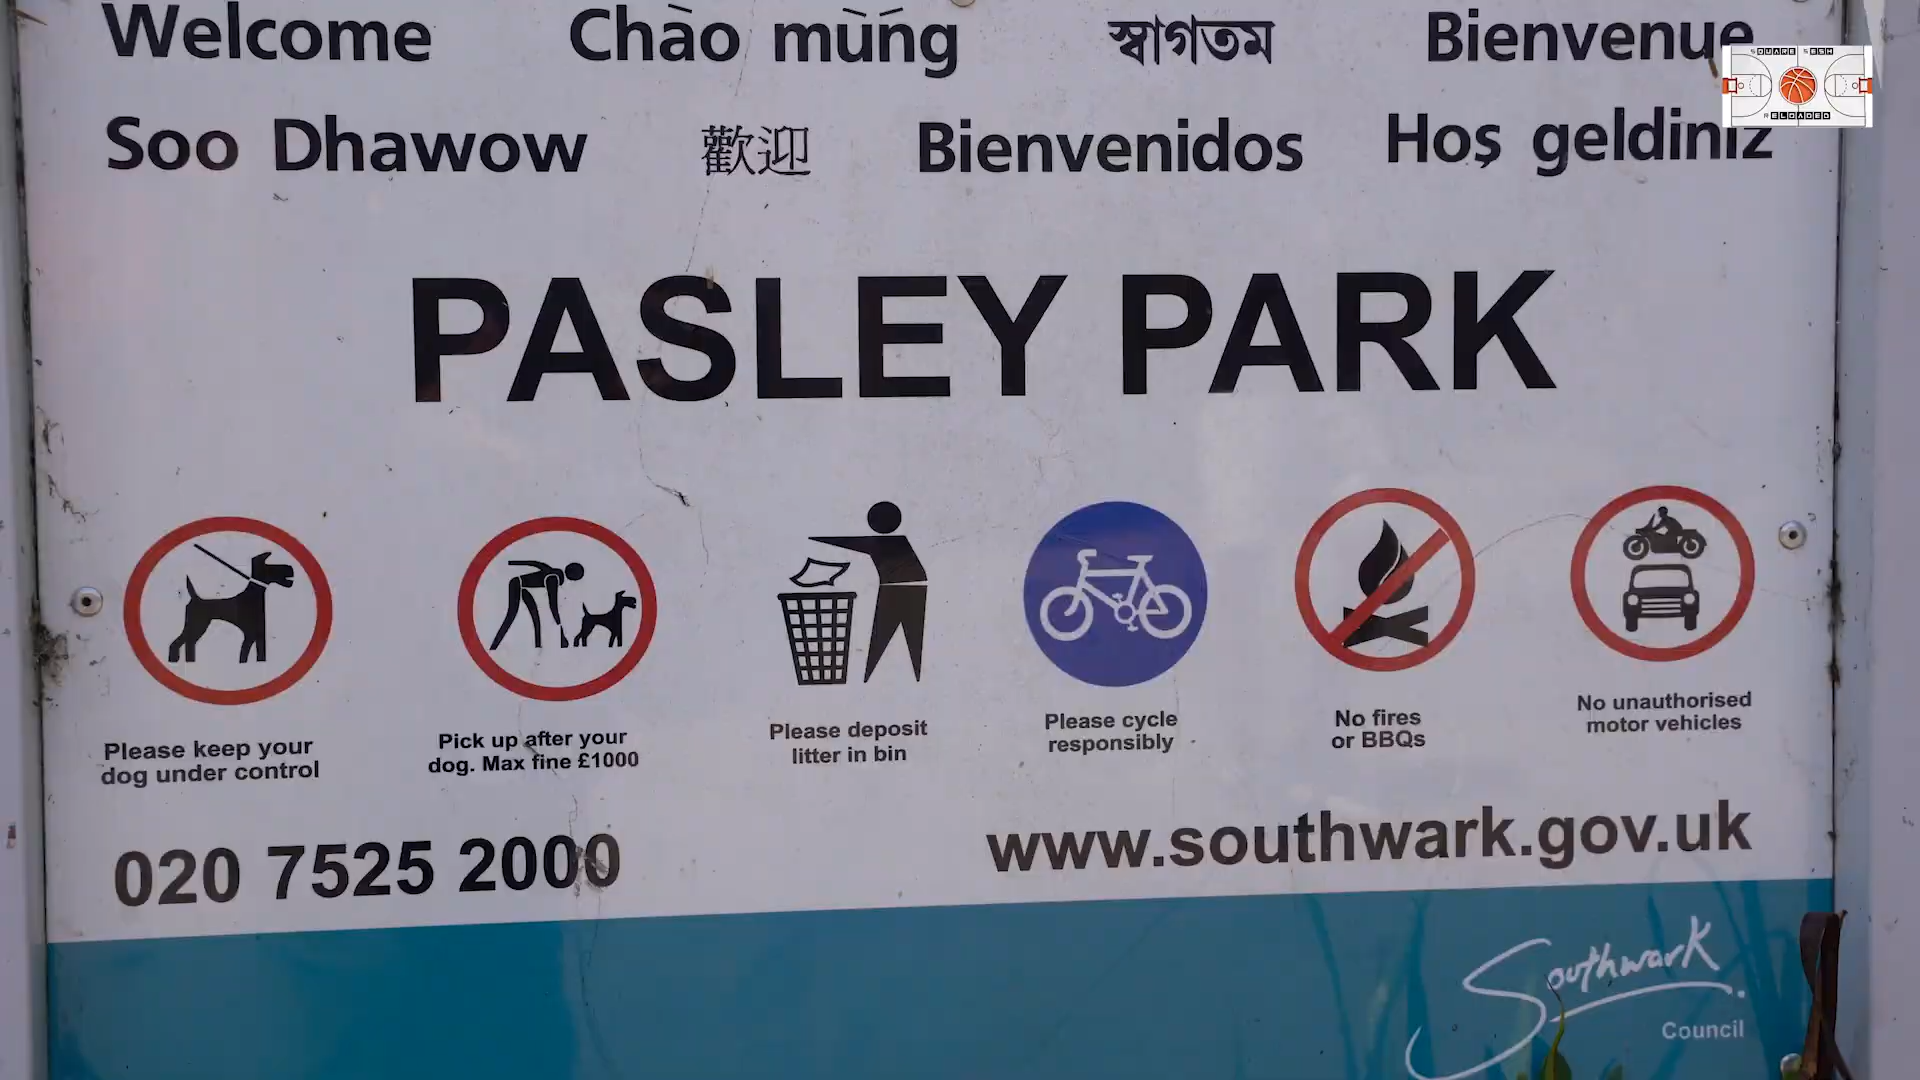 Welcome Chào mùńg স্বাগতম Bienvenue
Soo Dhawow 歡迎 Bienvenidos Hoş geldiniz
PASLEY PARK
Please keep your
dog under control
Pick up after your
dog. Max fine £1000
Please deposit
litter in bin
Please cycle
responsibly
No fires
or BBQs
No unauthorised
motor vehicles
020 7525 2000
www.southwark.gov.uk
Southwark
Council